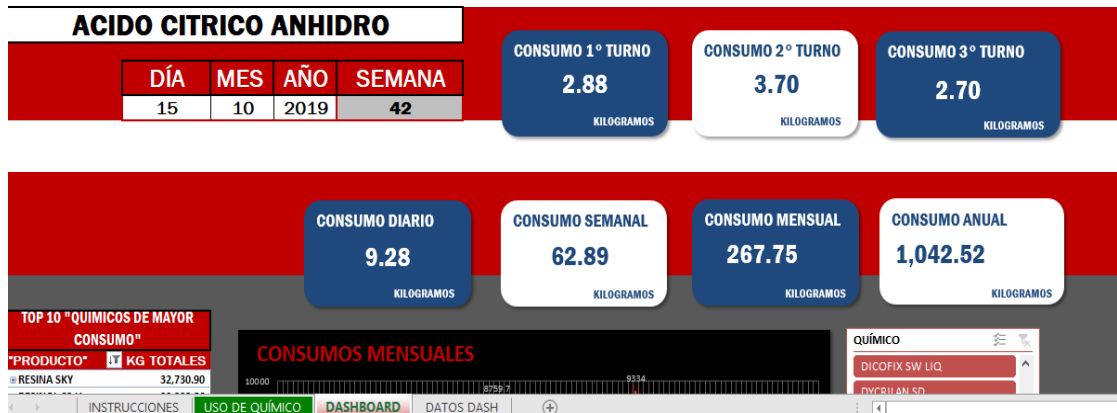 ACIDO CITRICO ANHIDRO
DÍA MES AÑO SEMANA
15 10 2019 42
CONSUMO 1° TURNO
2.88
KILOGRAMOS
CONSUMO 2° TURNO
3.70
KILOGRAMOS
CONSUMO 3° TURNO
2.70
KILOGRAMOS
CONSUMO DIARIO
9.28
KILOGRAMOS
CONSUMO SEMANAL
62.89
KILOGRAMOS
CONSUMO MENSUAL
267.75
KILOGRAMOS
CONSUMO ANUAL
1,042.52
KILOGRAMOS
TOP 10 "QUIMICOS DE MAYOR
CONSUMO"
"PRODUCTO" KG TOTALES
RESINA SKY 32,730.90
CONSUMOS MENSUALES
10000
8759.7
9334
QUÍMICO
DICOFIX SW LIQ
DYCRILAN SD
INSTRUCCIONES USO DE QUÍMICO DASHBOARD DATOS DASH